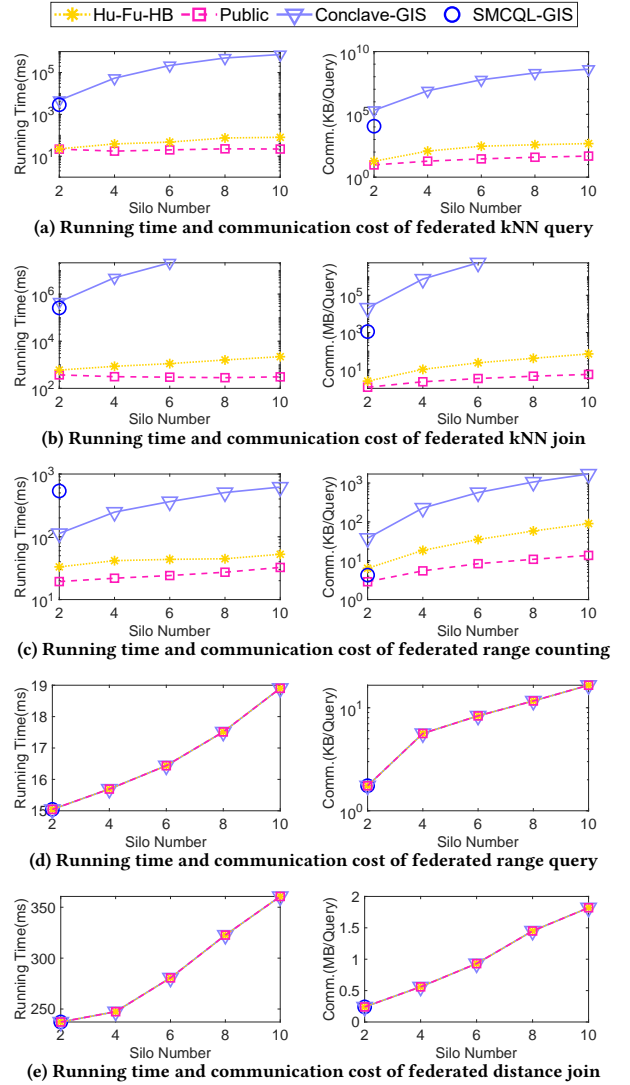 Hu-Fu-HB Public Conclave-GIS SMCQL-GIS
Running Time(ms)
10^5
10^3
10^1
2 4 6 8 10
Silo Number
Comm.(KB/Query)
10^10
10^5
10^0
2 4 6 8 10
Silo Number
(a) Running time and communication cost of federated kNN query
Running Time(ms)
10^6
10^4
10^2
2 4 6 8 10
Silo Number
Comm.(MB/Query)
10^5
10^3
10^1
2 4 6 8 10
Silo Number
(b) Running time and communication cost of federated kNN join
Running Time(ms)
10^3
10^2
10^1
2 4 6 8 10
Silo Number
Comm.(KB/Query)
10^3
10^2
10^1
10^0
2 4 6 8 10
Silo Number
(c) Running time and communication cost of federated range counting
Running Time(ms)
19
18
17
16
15
2 4 6 8 10
Silo Number
Comm.(KB/Query)
10^1
10^0
2 4 6 8 10
Silo Number
(d) Running time and communication cost of federated range query
Running Time(ms)
350
300
250
2 4 6 8 10
Silo Number
Comm.(MB/Query)
2
1.5
1
0.5
0
2 4 6 8 10
Silo Number
(e) Running time and communication cost of federated distance join